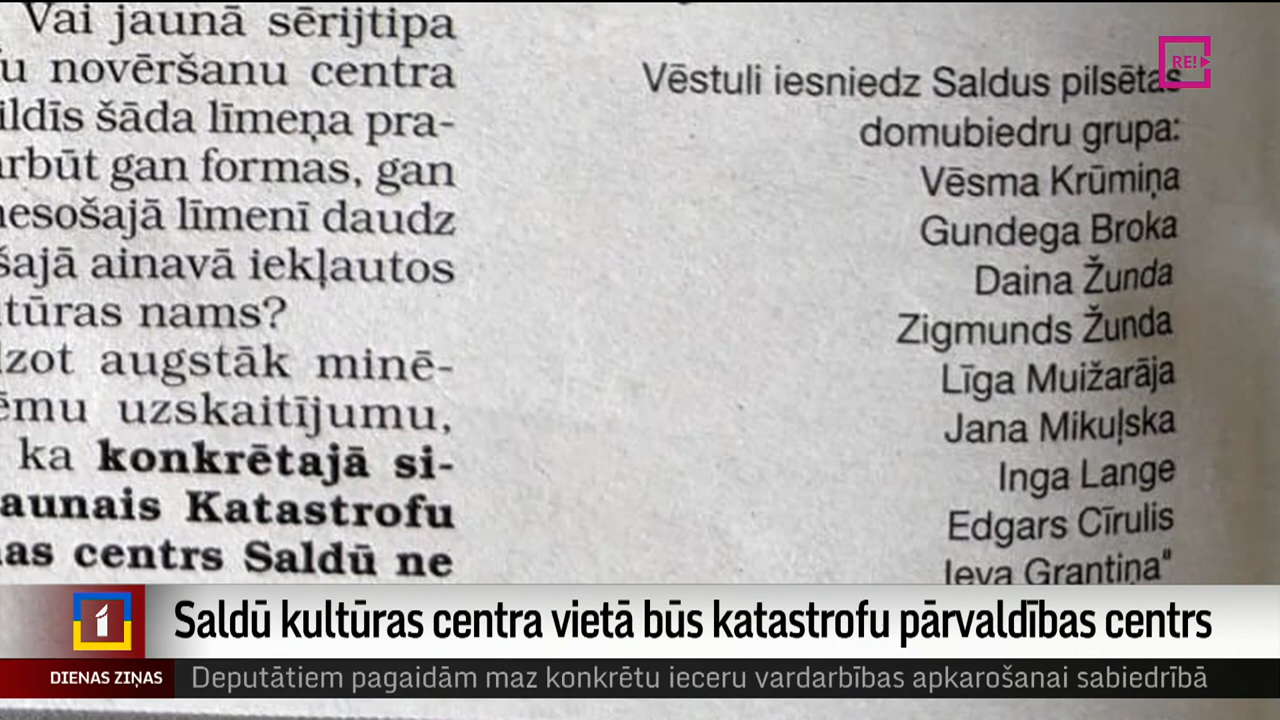 Vai jaunā sērijtipa
u novēršanu centra
ildīs šāda līmeņa pra-
rbūt gan formas, gan
nesošajā līmenī daudz
šajā ainavā iekļautos
tūras nams?
zot augstāk minē-
ēmu uzskaitījumu,
ka konkrētajā si-
aunais Katastrofu
as centrs Saldū ne
RE!
Vēstuli iesniedz Saldus pilsētas
domubiedru grupa:
Vēsma Krūmiņa
Gundega Broka
Daina Žunda
Zigmunds Žunda
Līga Muižarāja
Jana Mikuļska
Inga Lange
Edgars Cīrulis
Ieva Grantiņa"
1
Saldū kultūras centra vietā būs katastrofu pārvaldības centrs
DIENAS ZIŅAS
Deputātiem pagaidām maz konkrētu ieceru vardarbības apkarošanai sabiedrībā